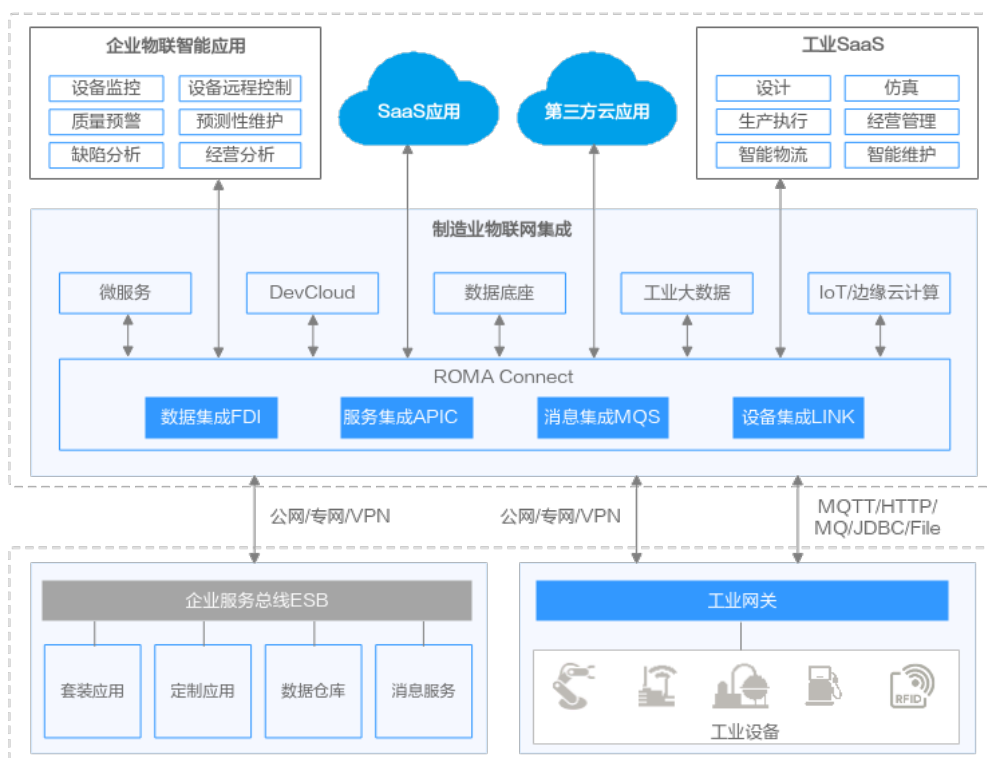 企业物联智能应用
设备监控
设备远程控制
质量预警
预测性维护
缺陷分析
经营分析
SaaS应用
第三方云应用
工业SaaS
设计
仿真
生产执行
经营管理
智能物流
智能维护
制造业物联网集成
微服务
DevCloud
数据底座
工业大数据
IoT/边缘云计算
ROMA Connect
数据集成FDI
服务集成APIC
消息集成MQS
设备集成LINK
公网/专网/VPN
公网/专网/VPN
MQTT/HTTP/
MQ/JDBC/File
企业服务总线ESB
套装应用
定制应用
数据仓库
消息服务
工业网关
RFID
工业设备